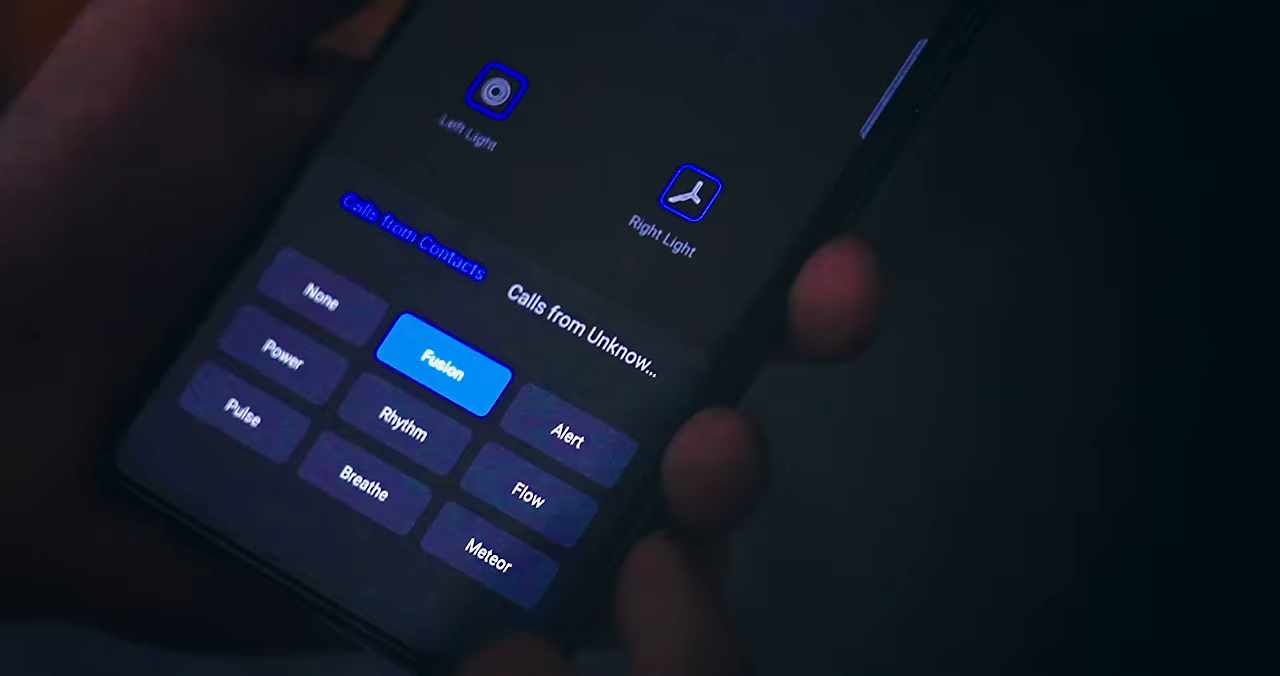 Left Light
Right Light
Calls from Contacts
Calls from Unknow...
None
Fusion
Alert
Power
Rhythm
Flow
Pulse
Breathe
Meteor